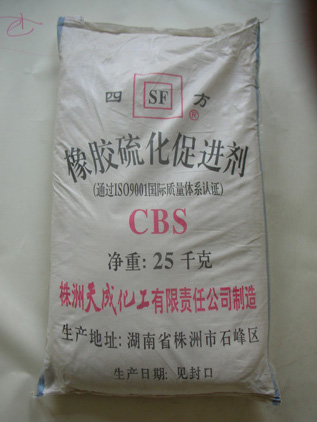 四 SF 方 ®
橡胶硫化促进剂
(通过ISO9001国际质量体系认证)
CBS
净重: 25 千克
株洲天成化工有限责任公司制造
生产地址: 湖南省株洲市石峰区
生产日期: 见封口